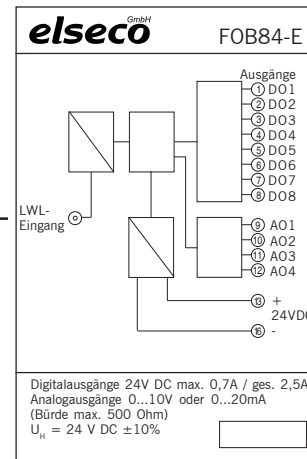 GmbH
elseco
FOB84-E
Ausgänge
1 DO1
2 DO2
3 DO3
4 DO4
5 DO5
6 DO6
7 DO7
8 DO8
LWL-
Eingang
9 AO1
10 AO2
11 AO3
12 AO4
13 +
24VDC
16 -
Digitalausgänge 24V DC max. 0,7A / ges. 2,5A
Analogausgänge 0...10V oder 0...20mA
(Bürde max. 500 Ohm)
UH = 24 V DC ±10%